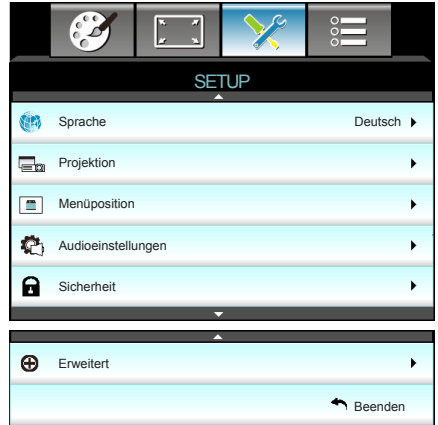 SETUP
Sprache Deutsch
Projektion
Menüposition
Audioeinstellungen
Sicherheit
Erweitert
Beenden